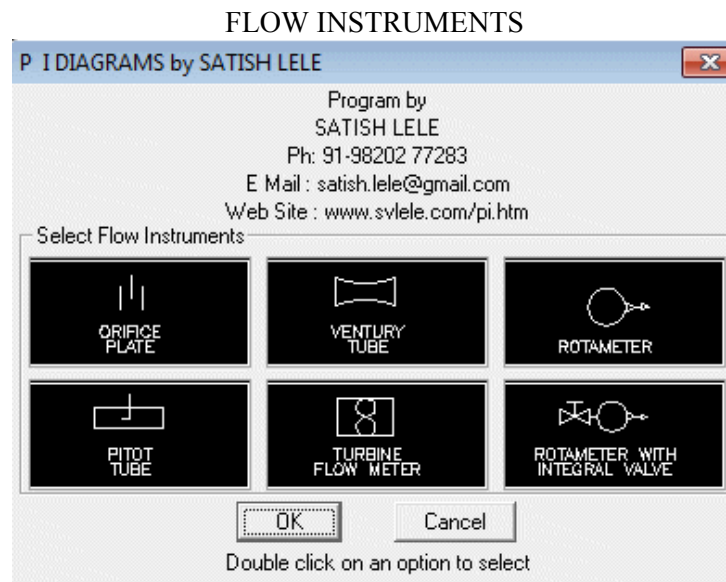 FLOW INSTRUMENTS
P I DIAGRAMS by SATISH LELE
Program by
SATISH LELE
Ph: 91-98202 77283
E Mail : satish.lele@gmail.com
Web Site : www.svlele.com/pi.htm
Select Flow Instruments
ORIFICE
PLATE
VENTURY
TUBE
ROTAMETER
PITOT
TUBE
TURBINE
FLOW METER
ROTAMETER WITH
INTEGRAL VALVE
OK
Cancel
Double click on an option to select